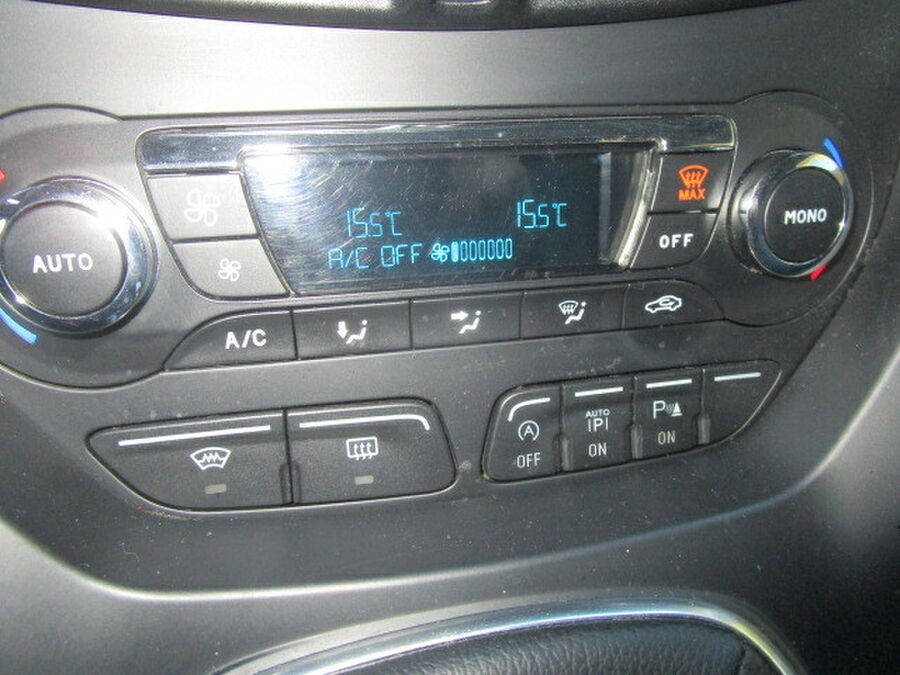 15.5°C 15.5°C
A/C OFF
MAX
OFF
AUTO
MONO
A/C
A OFF
AUTO
|P|
ON
P
ON